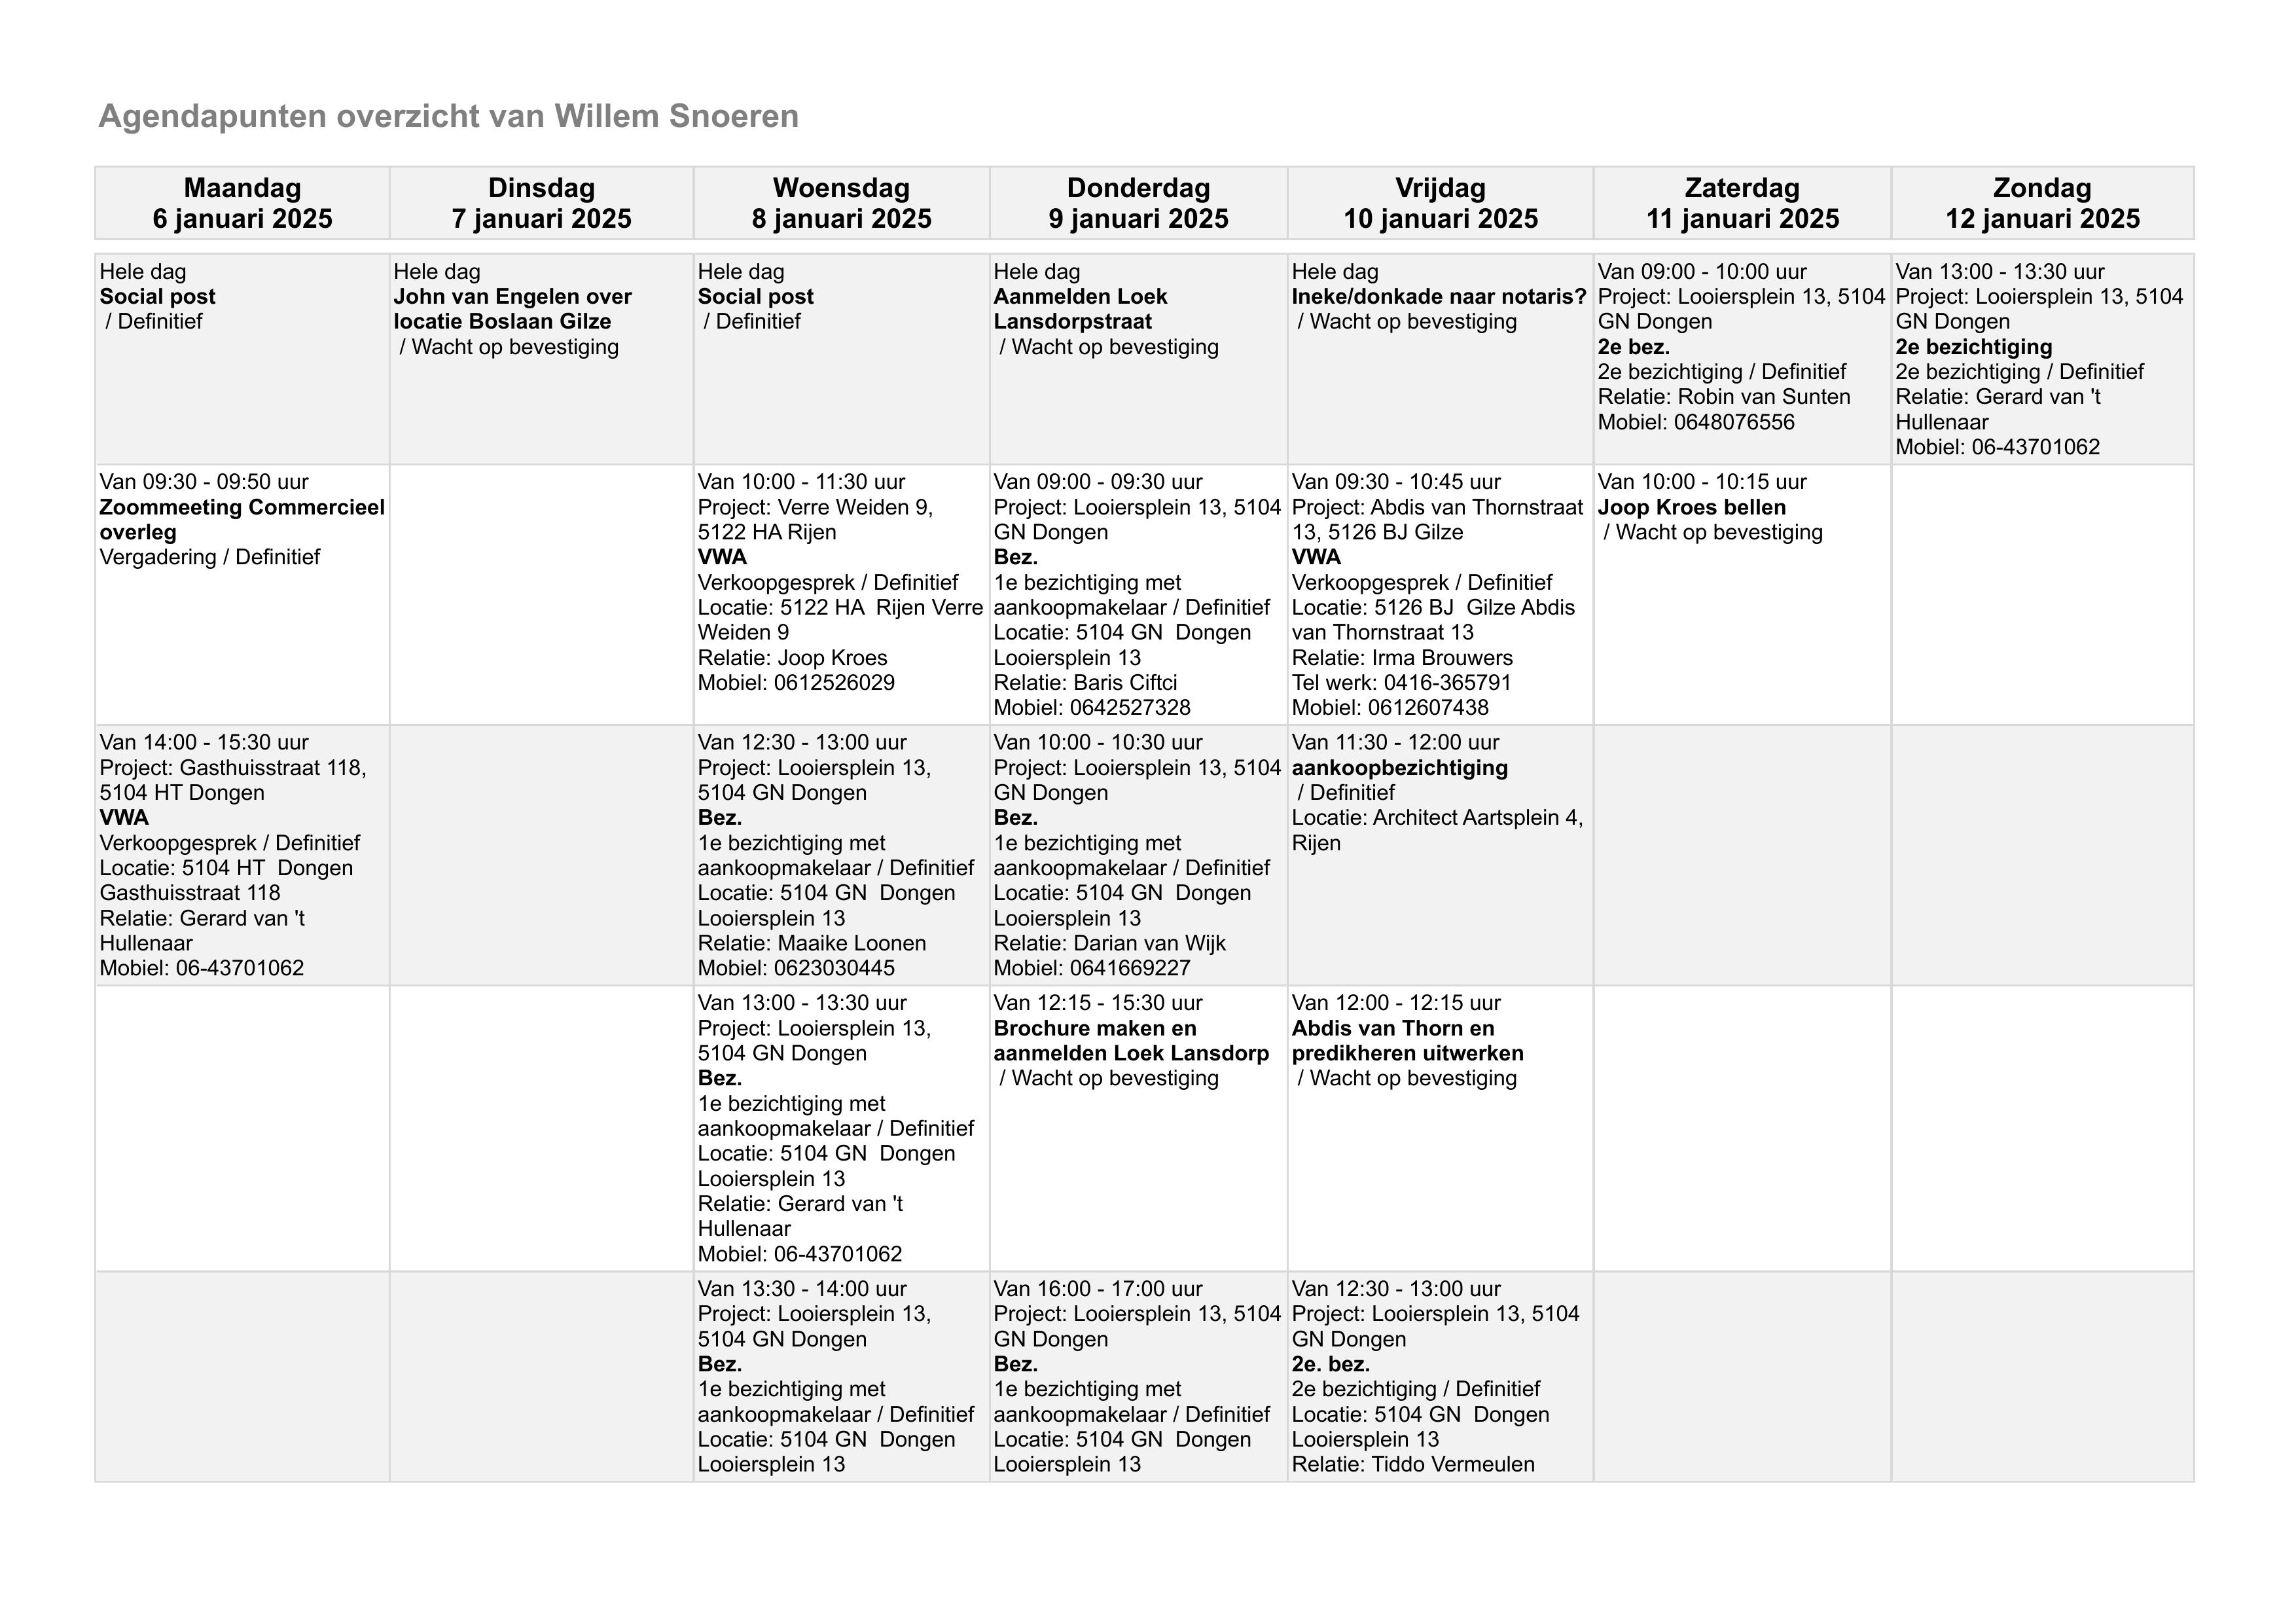 Agendapunten overzicht van Willem Snoeren
Maandag
6 januari 2025
Dinsdag
7 januari 2025
Woensdag
8 januari 2025
Donderdag
9 januari 2025
Vrijdag
10 januari 2025
Zaterdag
11 januari 2025
Zondag
12 januari 2025
Hele dag
Social post
/ Definitief
Hele dag
John van Engelen over
locatie Boslaan Gilze
/ Wacht op bevestiging
Hele dag
Social post
/ Definitief
Hele dag
Aanmelden Loek
Lansdorpstraat
/ Wacht op bevestiging
Hele dag
Ineke/donkade naar notaris?
/ Wacht op bevestiging
Van 09:00 - 10:00 uur
Project: Looiersplein 13, 5104
GN Dongen
2e bez.
2e bezichtiging / Definitief
Relatie: Robin van Sunten
Mobiel: 0648076556
Van 13:00 - 13:30 uur
Project: Looiersplein 13, 5104
GN Dongen
2e bezichtiging
2e bezichtiging / Definitief
Relatie: Gerard van 't
Hullenaar
Mobiel: 06-43701062
Van 09:30 - 09:50 uur
Zoommeeting Commercieel
overleg
Vergadering / Definitief
Van 10:00 - 11:30 uur
Project: Verre Weiden 9,
5122 HA Rijen
VWA
Verkoopgesprek / Definitief
Locatie: 5122 HA  Rijen Verre
Weiden 9
Relatie: Joop Kroes
Mobiel: 0612526029
Van 09:00 - 09:30 uur
Project: Looiersplein 13, 5104
GN Dongen
Bez.
1e bezichtiging met
aankoopmakelaar / Definitief
Locatie: 5104 GN  Dongen
Looiersplein 13
Relatie: Baris Ciftci
Mobiel: 0642527328
Van 09:30 - 10:45 uur
Project: Abdis van Thornstraat
13, 5126 BJ Gilze
VWA
Verkoopgesprek / Definitief
Locatie: 5126 BJ  Gilze Abdis
van Thornstraat 13
Relatie: Irma Brouwers
Tel werk: 0416-365791
Mobiel: 0612607438
Van 10:00 - 10:15 uur
Joop Kroes bellen
/ Wacht op bevestiging
Van 14:00 - 15:30 uur
Project: Gasthuisstraat 118,
5104 HT Dongen
VWA
Verkoopgesprek / Definitief
Locatie: 5104 HT  Dongen
Gasthuisstraat 118
Relatie: Gerard van 't
Hullenaar
Mobiel: 06-43701062
Van 12:30 - 13:00 uur
Project: Looiersplein 13,
5104 GN Dongen
Bez.
1e bezichtiging met
aankoopmakelaar / Definitief
Locatie: 5104 GN  Dongen
Looiersplein 13
Relatie: Maaike Loonen
Mobiel: 0623030445
Van 10:00 - 10:30 uur
Project: Looiersplein 13, 5104
GN Dongen
Bez.
1e bezichtiging met
aankoopmakelaar / Definitief
Locatie: 5104 GN  Dongen
Looiersplein 13
Relatie: Darian van Wijk
Mobiel: 0641669227
Van 11:30 - 12:00 uur
aankoopbezichtiging
/ Definitief
Locatie: Architect Aartsplein 4,
Rijen
Van 13:00 - 13:30 uur
Project: Looiersplein 13,
5104 GN Dongen
Bez.
1e bezichtiging met
aankoopmakelaar / Definitief
Locatie: 5104 GN  Dongen
Looiersplein 13
Relatie: Gerard van 't
Hullenaar
Mobiel: 06-43701062
Van 12:15 - 15:30 uur
Brochure maken en
aanmelden Loek Lansdorp
/ Wacht op bevestiging
Van 12:00 - 12:15 uur
Abdis van Thorn en
predikheren uitwerken
/ Wacht op bevestiging
Van 13:30 - 14:00 uur
Project: Looiersplein 13,
5104 GN Dongen
Bez.
1e bezichtiging met
aankoopmakelaar / Definitief
Locatie: 5104 GN  Dongen
Looiersplein 13
Van 16:00 - 17:00 uur
Project: Looiersplein 13, 5104
GN Dongen
Bez.
1e bezichtiging met
aankoopmakelaar / Definitief
Locatie: 5104 GN  Dongen
Looiersplein 13
Van 12:30 - 13:00 uur
Project: Looiersplein 13, 5104
GN Dongen
2e. bez.
2e bezichtiging / Definitief
Locatie: 5104 GN  Dongen
Looiersplein 13
Relatie: Tiddo Vermeulen